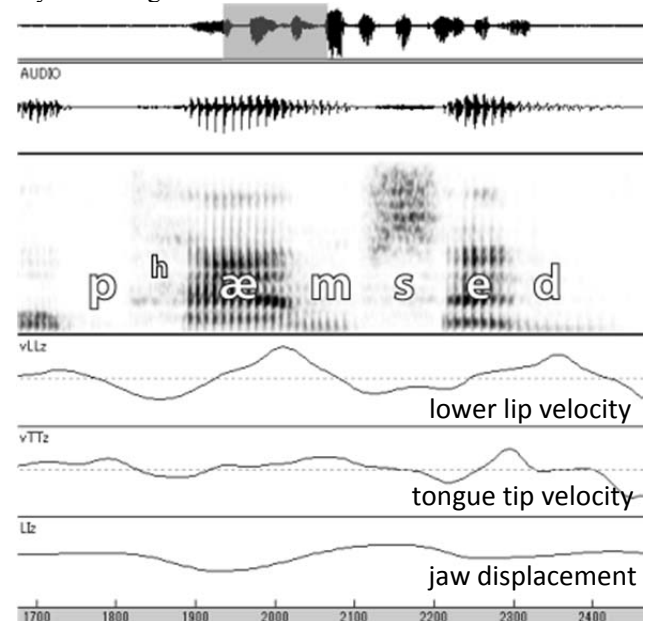 AUDIO
p h æ m s e d
vLLz
lower lip velocity
vTTz
tongue tip velocity
LIz
jaw displacement
1700 1800 1900 2000 2100 2200 2300 2400